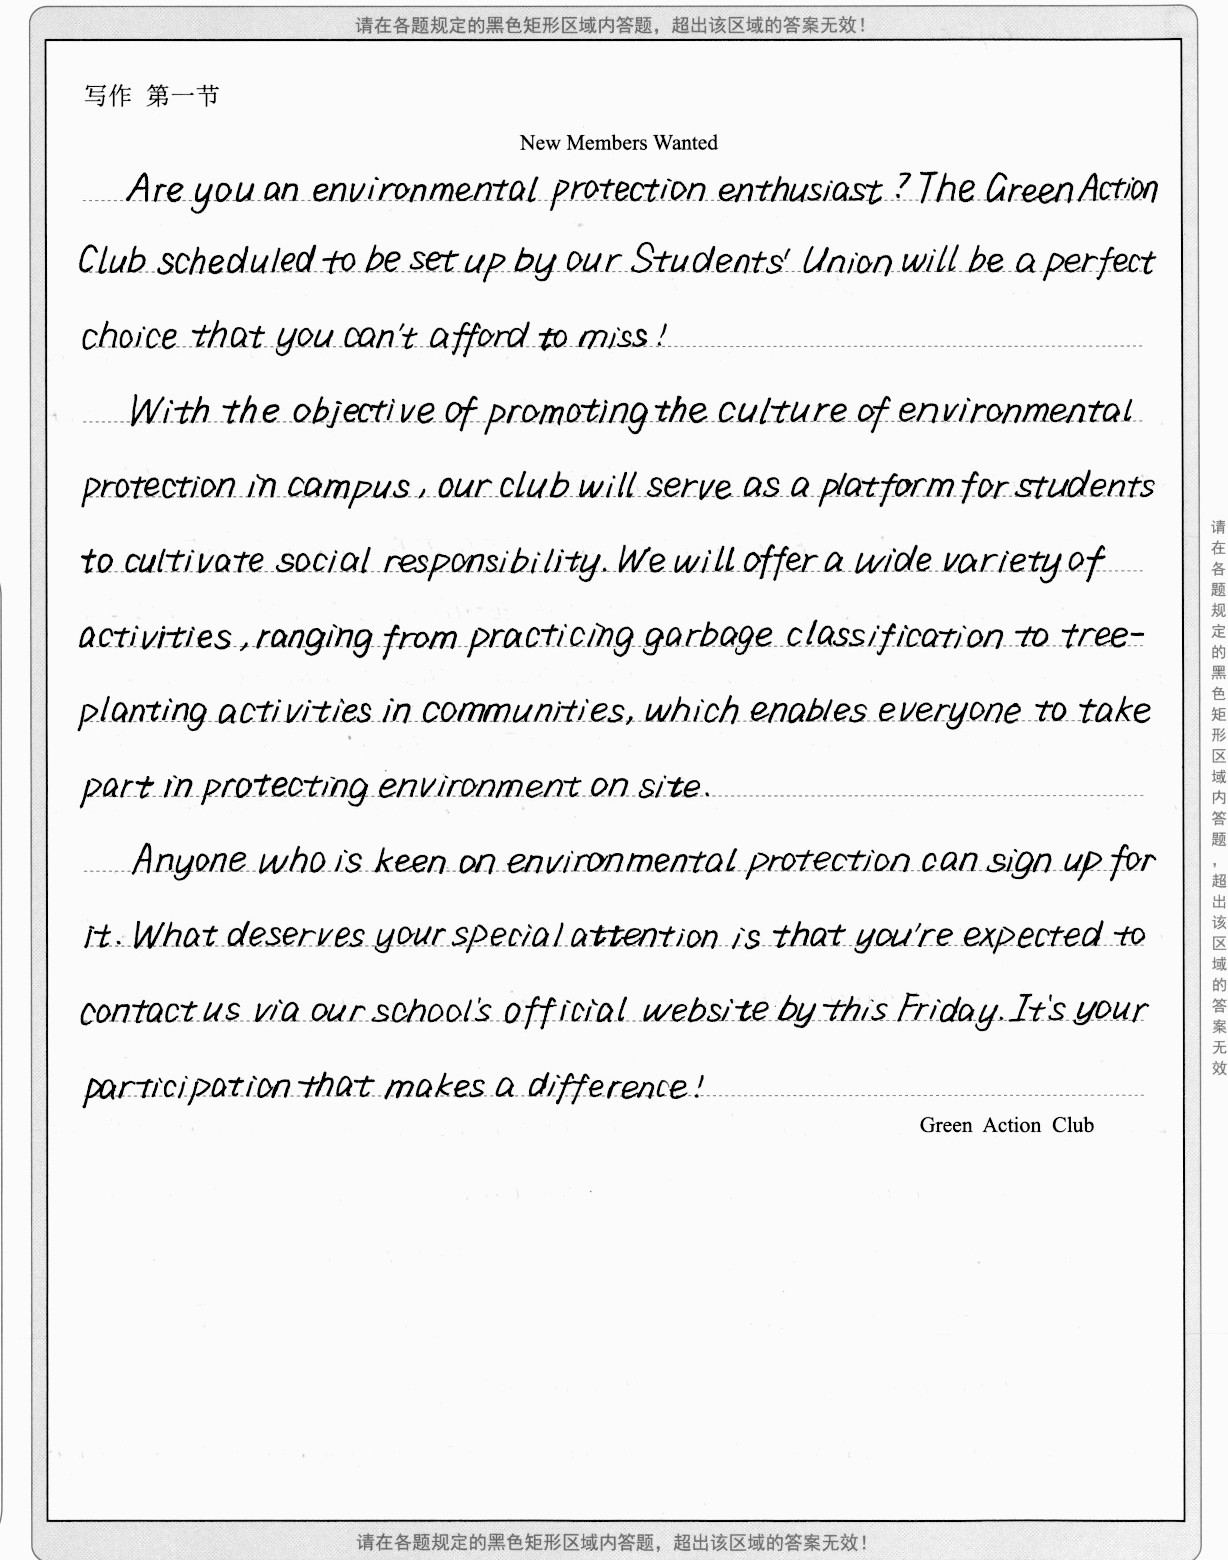 请在各题规定的黑色矩形区域内答题，超出该区域的答案无效！
写作 第一节
New Members Wanted
Are you an environmental protection enthusiast? The Green Action
Club scheduled to be set up by our Students' Union will be a perfect
choice that you can't afford to miss!
With the objective of promoting the culture of environmental
protection in campus, our club will serve as a platform for students
to cultivate social responsibility. We will offer a wide variety of
activities, ranging from practicing garbage classification to tree-
planting activities in communities, which enables everyone to take
part in protecting environment on site.
Anyone who is keen on environmental protection can sign up for
it. What deserves your special attention is that you're expected to
contact us via our school's official website by this Friday. It's your
participation that makes a difference!
Green Action Club
请在各题规定的黑色矩形区域内答题，超出该区域的答案无效！
请在各题规定的黑色矩形区域内答题，超出该区域的答案无效